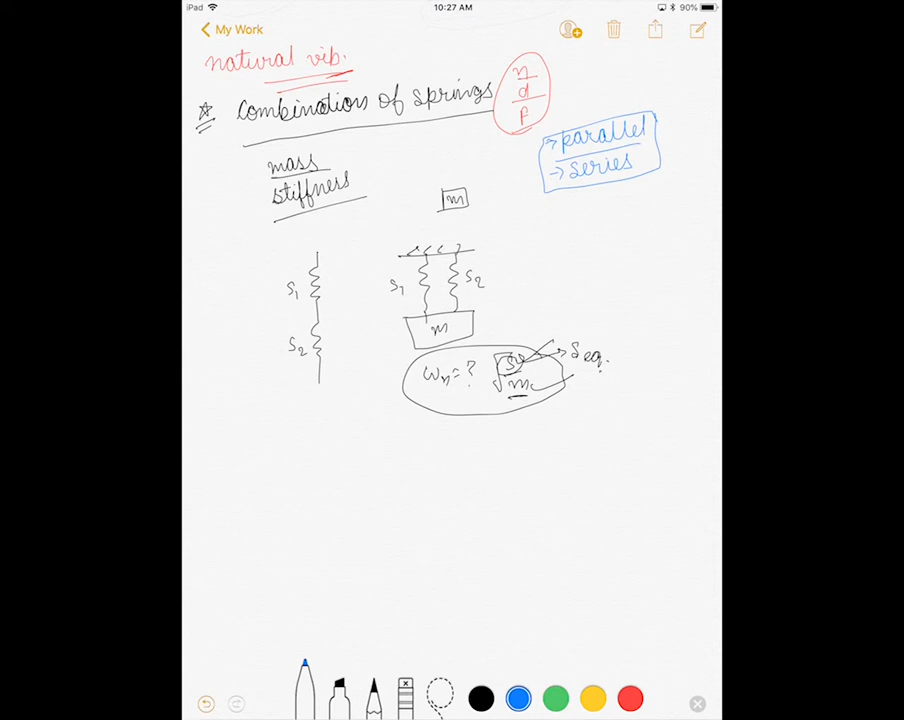 iPad
10:27 AM
90%
My Work
natural vib.
Combination of springs
n
d
f
→ parallel
→ series
mass
stiffness
m
S1
S2
S1
S2
m
ωn = ? √S/m
Seq.